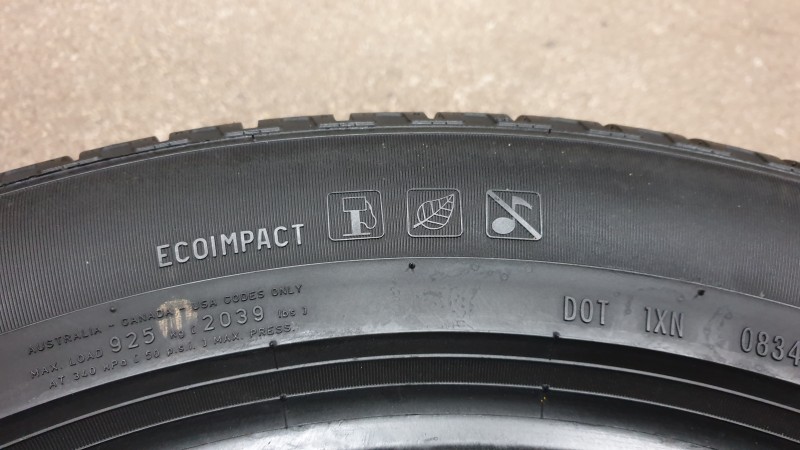 ECOIMPACT
AUSTRALIA - CANADA - USA CODES ONLY
MAX. LOAD 925 kg ( 2039 lbs )
AT 340 kPa ( 50 P.S.I. ) MAX. PRESS.
DOT 1XN 0834